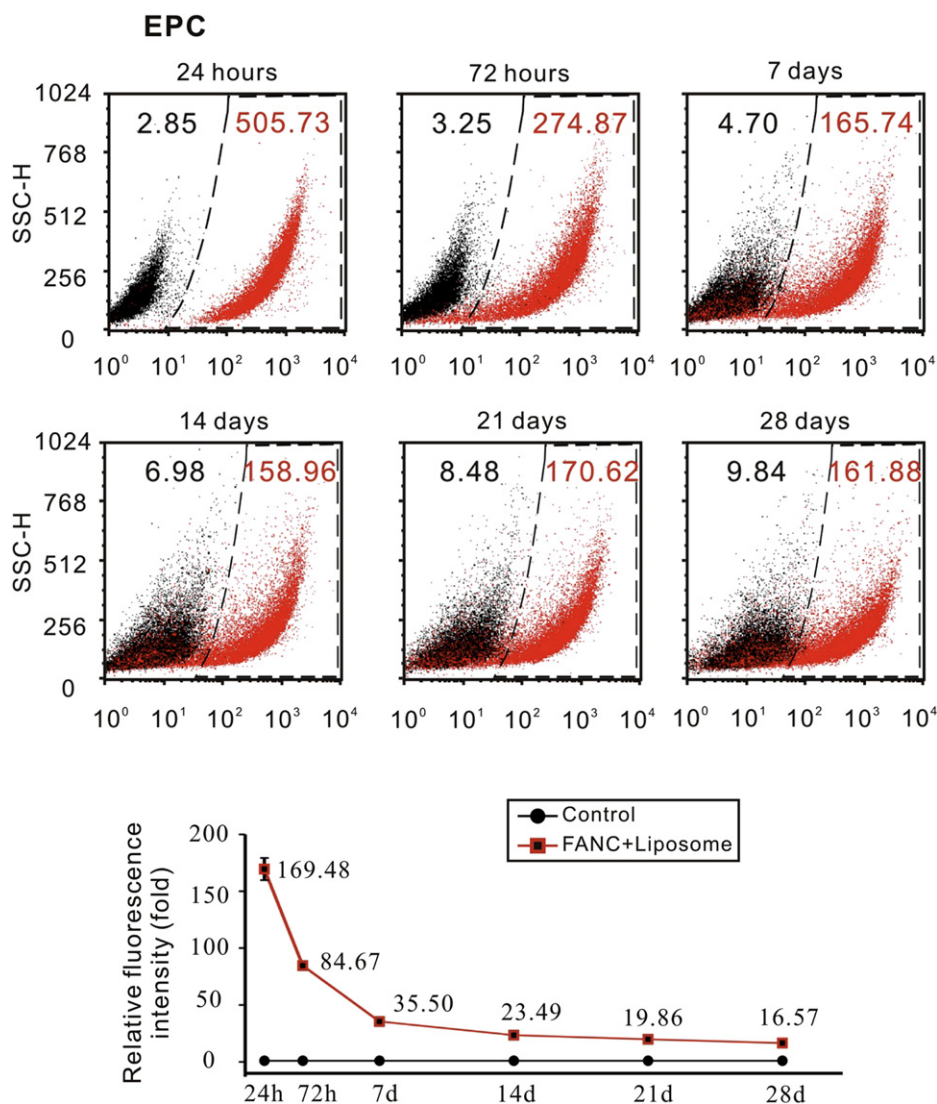 EPC
24 hours 72 hours 7 days
1024
2.85 505.73 3.25 274.87 4.70 165.74
768
SSC-H
512
256
0
10⁰ 10¹ 10² 10³ 10⁴ 10⁰ 10¹ 10² 10³ 10⁴ 10⁰ 10¹ 10² 10³ 10⁴
14 days 21 days 28 days
1024
6.98 158.96 8.48 170.62 9.84 161.88
768
SSC-H
512
256
0
10⁰ 10¹ 10² 10³ 10⁴ 10⁰ 10¹ 10² 10³ 10⁴ 10⁰ 10¹ 10² 10³ 10⁴
Control
FANC+Liposome
Relative fluorescence
intensity (fold)
200
150
100
50
0
169.48
84.67
35.50
23.49
19.86
16.57
24h 72h 7d 14d 21d 28d